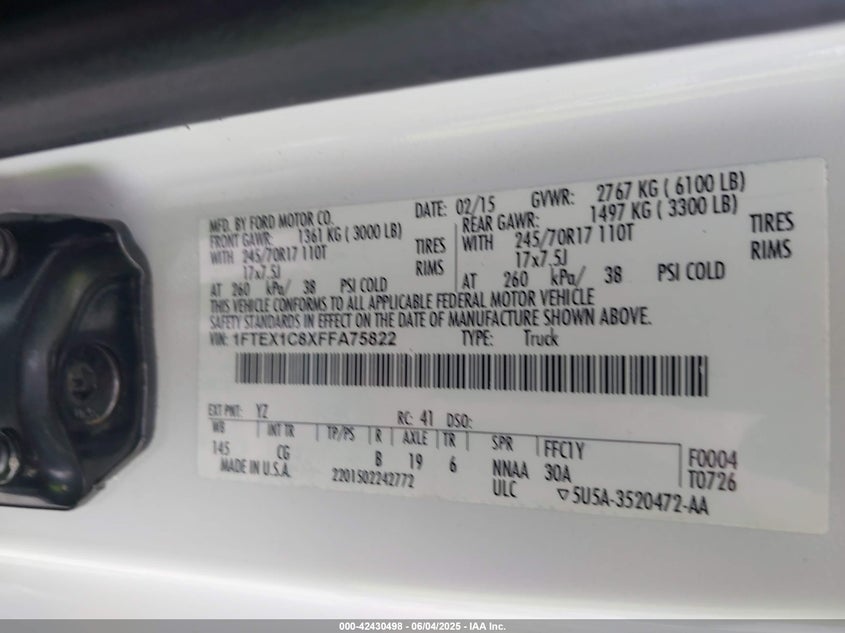 MFD. BY FORD MOTOR CO. DATE: 02/15 GVWR: 2767 KG ( 6100 LB)
FRONT GAWR: 1361 KG ( 3000 LB) REAR GAWR: 1497 KG ( 3300 LB)
WITH 245/70R17 110T TIRES WITH 245/70R17 110T TIRES
17x7.5J RIMS 17x7.5J RIMS
AT 260 kPa/ 38 PSI COLD AT 260 kPa/ 38 PSI COLD
THIS VEHICLE CONFORMS TO ALL APPLICABLE FEDERAL MOTOR VEHICLE
SAFETY STANDARDS IN EFFECT ON THE DATE OF MANUFACTURE SHOWN ABOVE.
VIN: 1FTEX1C8XFFA75822 TYPE: Truck
EXT PNT: YZ RC: 41 DSO:
WB INT TR TP/PS R AXLE TR SPR FFC1Y F0004
145 CG B 19 6 NNAA 30A T0726
MADE IN U.S.A. 2201502242772 ULC ▽5U5A-3520472-AA
000-42430498 - 06/04/2025 - IAA Inc.